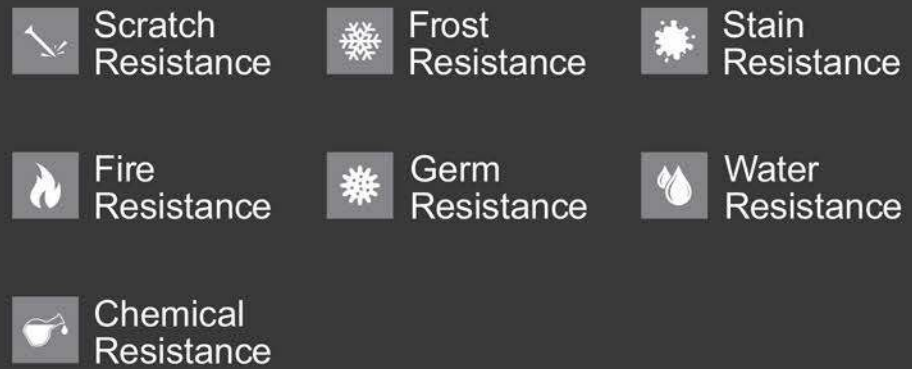 Scratch
Resistance
Frost
Resistance
Stain
Resistance
Fire
Resistance
Germ
Resistance
Water
Resistance
Chemical
Resistance